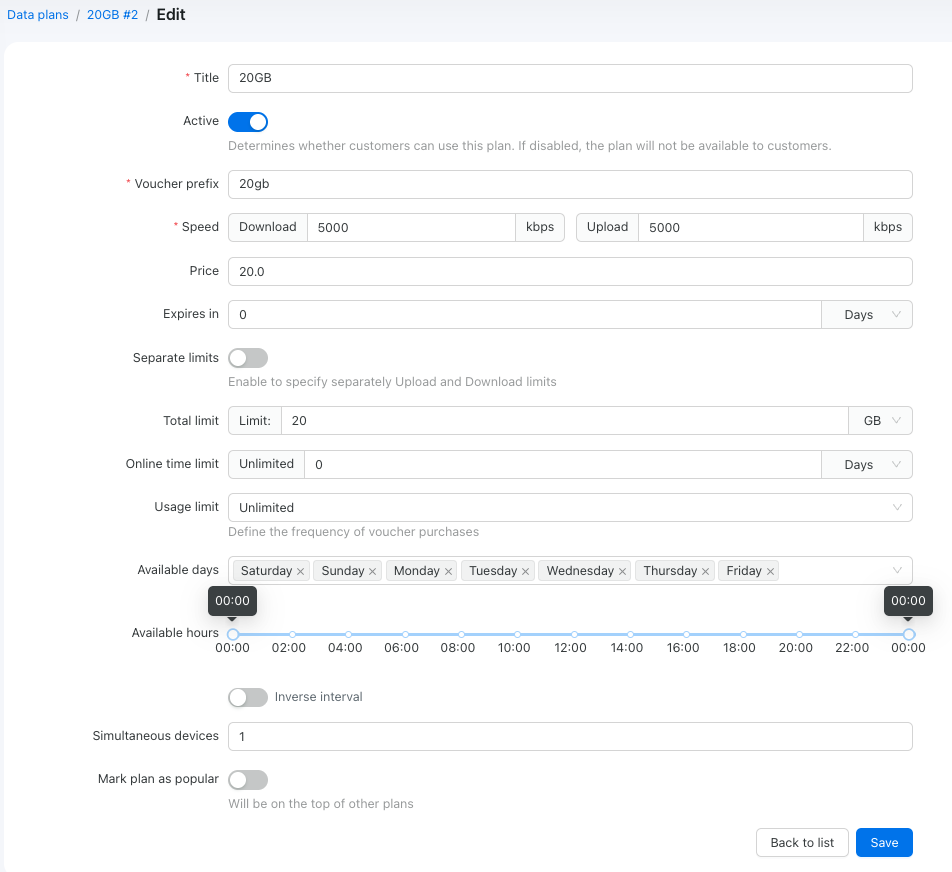 Data plans / 20GB #2 / Edit
* Title 20GB
Active
Determines whether customers can use this plan. If disabled, the plan will not be available to customers.
* Voucher prefix 20gb
* Speed Download 5000 kbps Upload 5000 kbps
Price 20.0
Expires in 0 Days
Separate limits
Enable to specify separately Upload and Download limits
Total limit Limit: 20 GB
Online time limit Unlimited 0 Days
Usage limit Unlimited
Define the frequency of voucher purchases
Available days Saturday × Sunday × Monday × Tuesday × Wednesday × Thursday × Friday ×
00:00 00:00
Available hours
00:00 02:00 04:00 06:00 08:00 10:00 12:00 14:00 16:00 18:00 20:00 22:00 00:00
Inverse interval
Simultaneous devices 1
Mark plan as popular
Will be on the top of other plans
Back to list Save